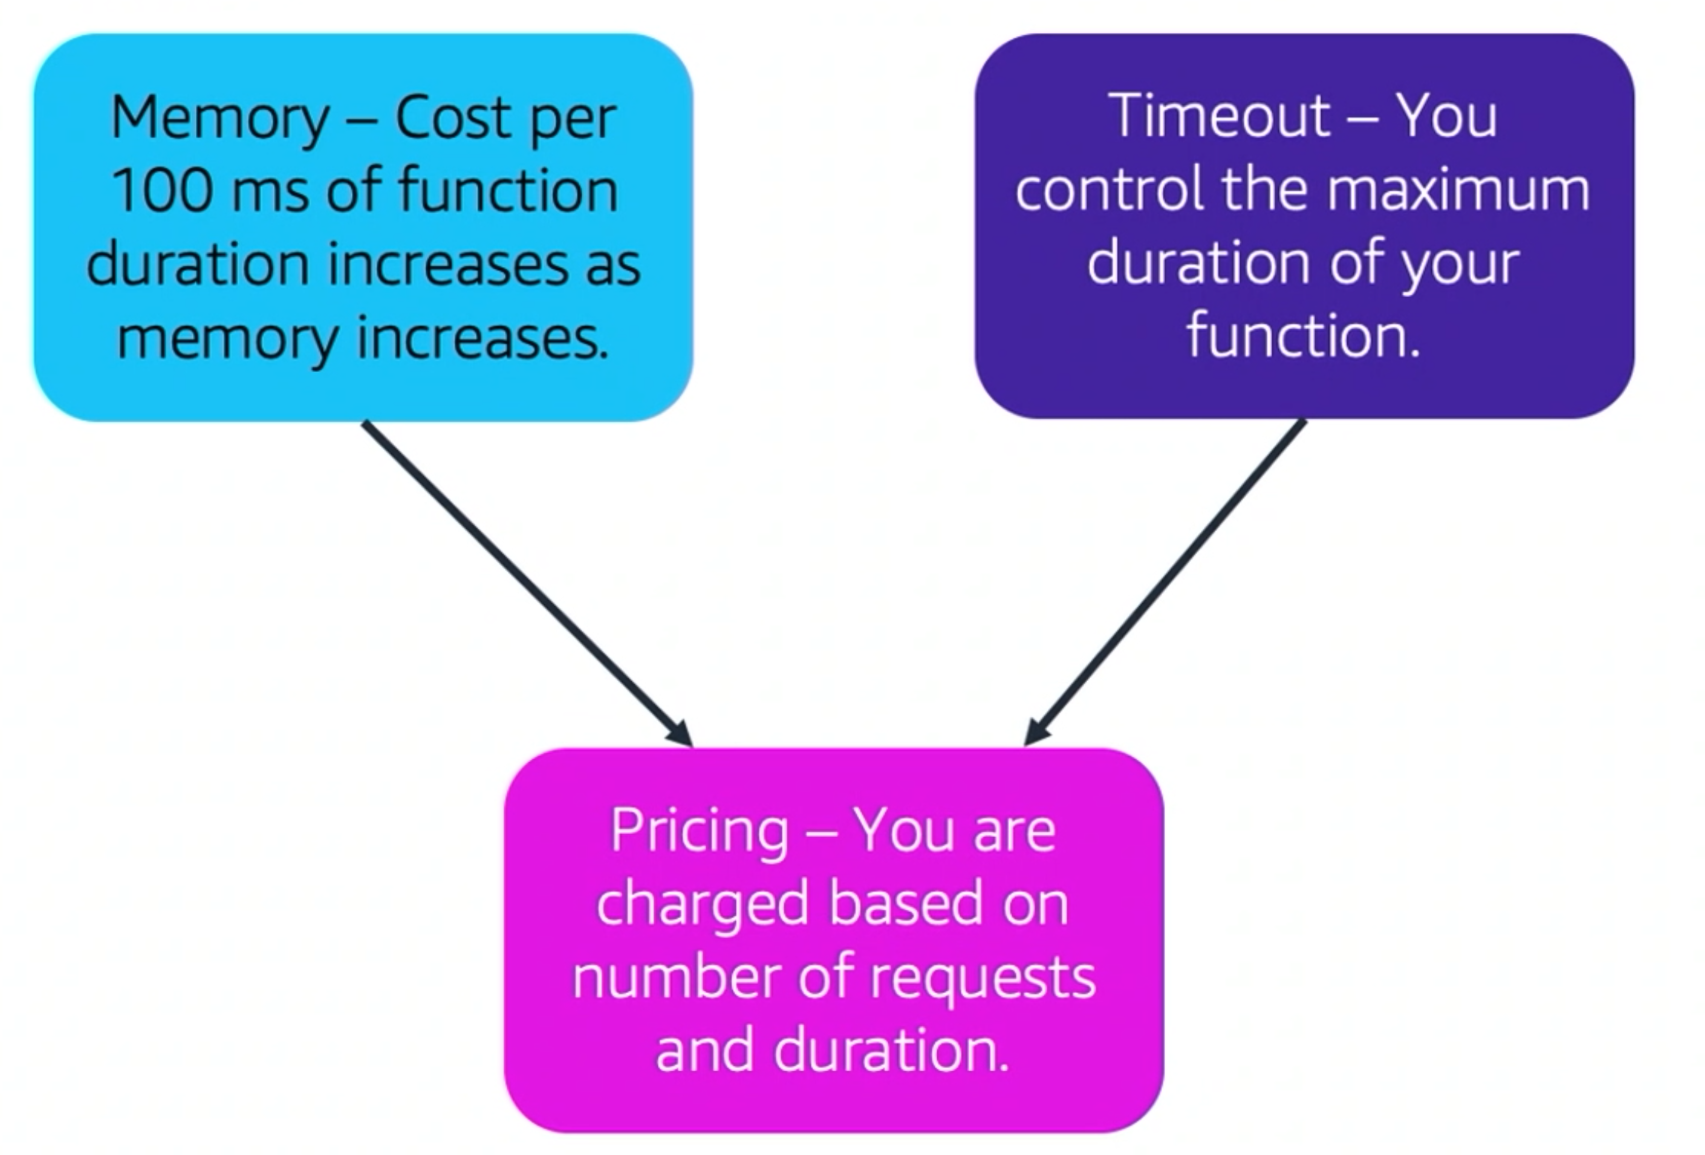 Memory – Cost per
100 ms of function
duration increases as
memory increases.
Timeout – You
control the maximum
duration of your
function.
Pricing – You are
charged based on
number of requests
and duration.